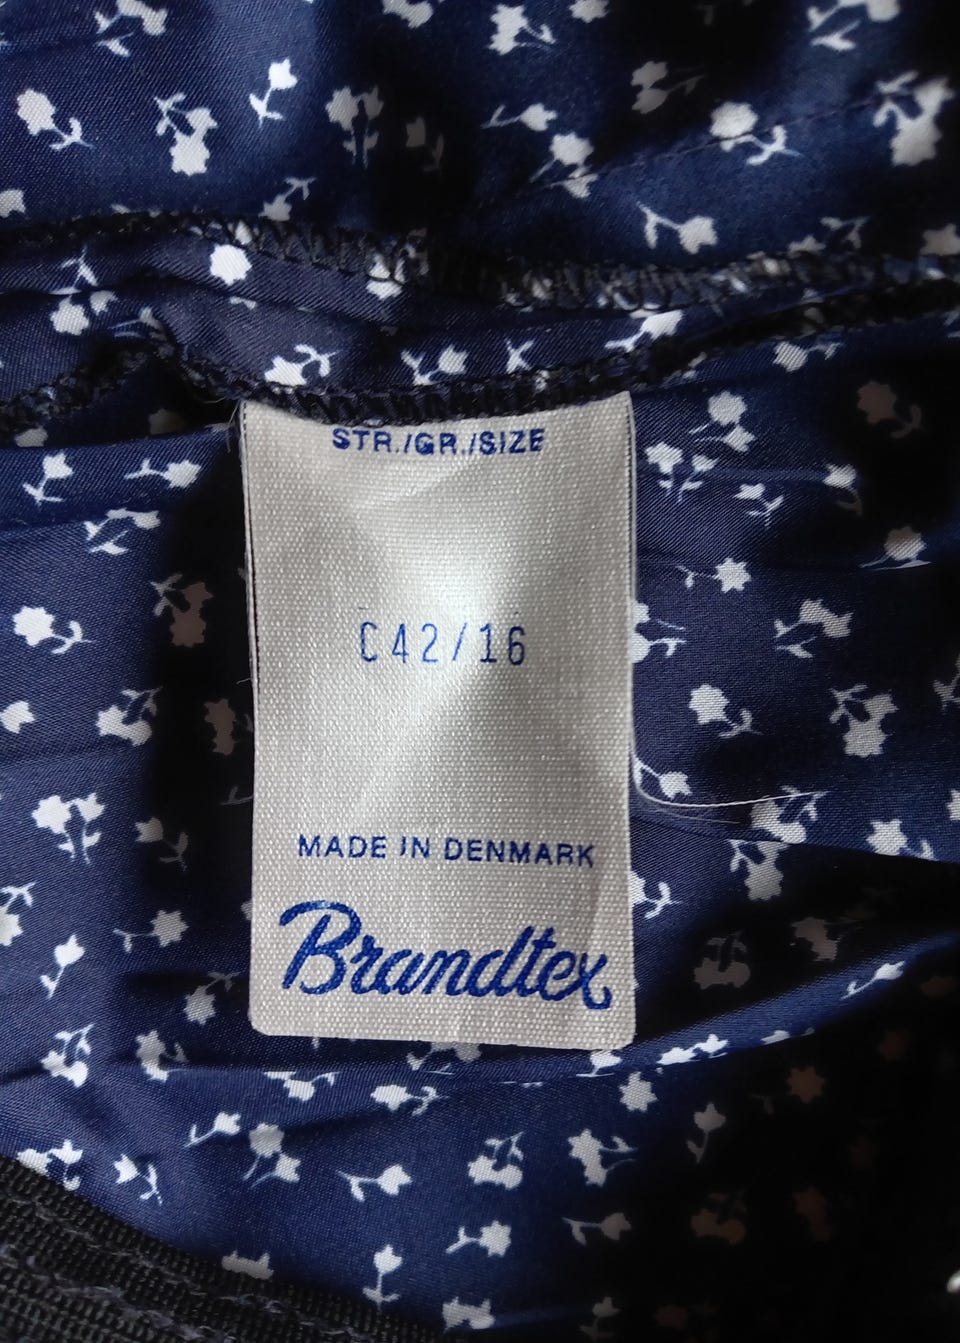 STR./GR./SIZE
C42/16
MADE IN DENMARK
Brandtex